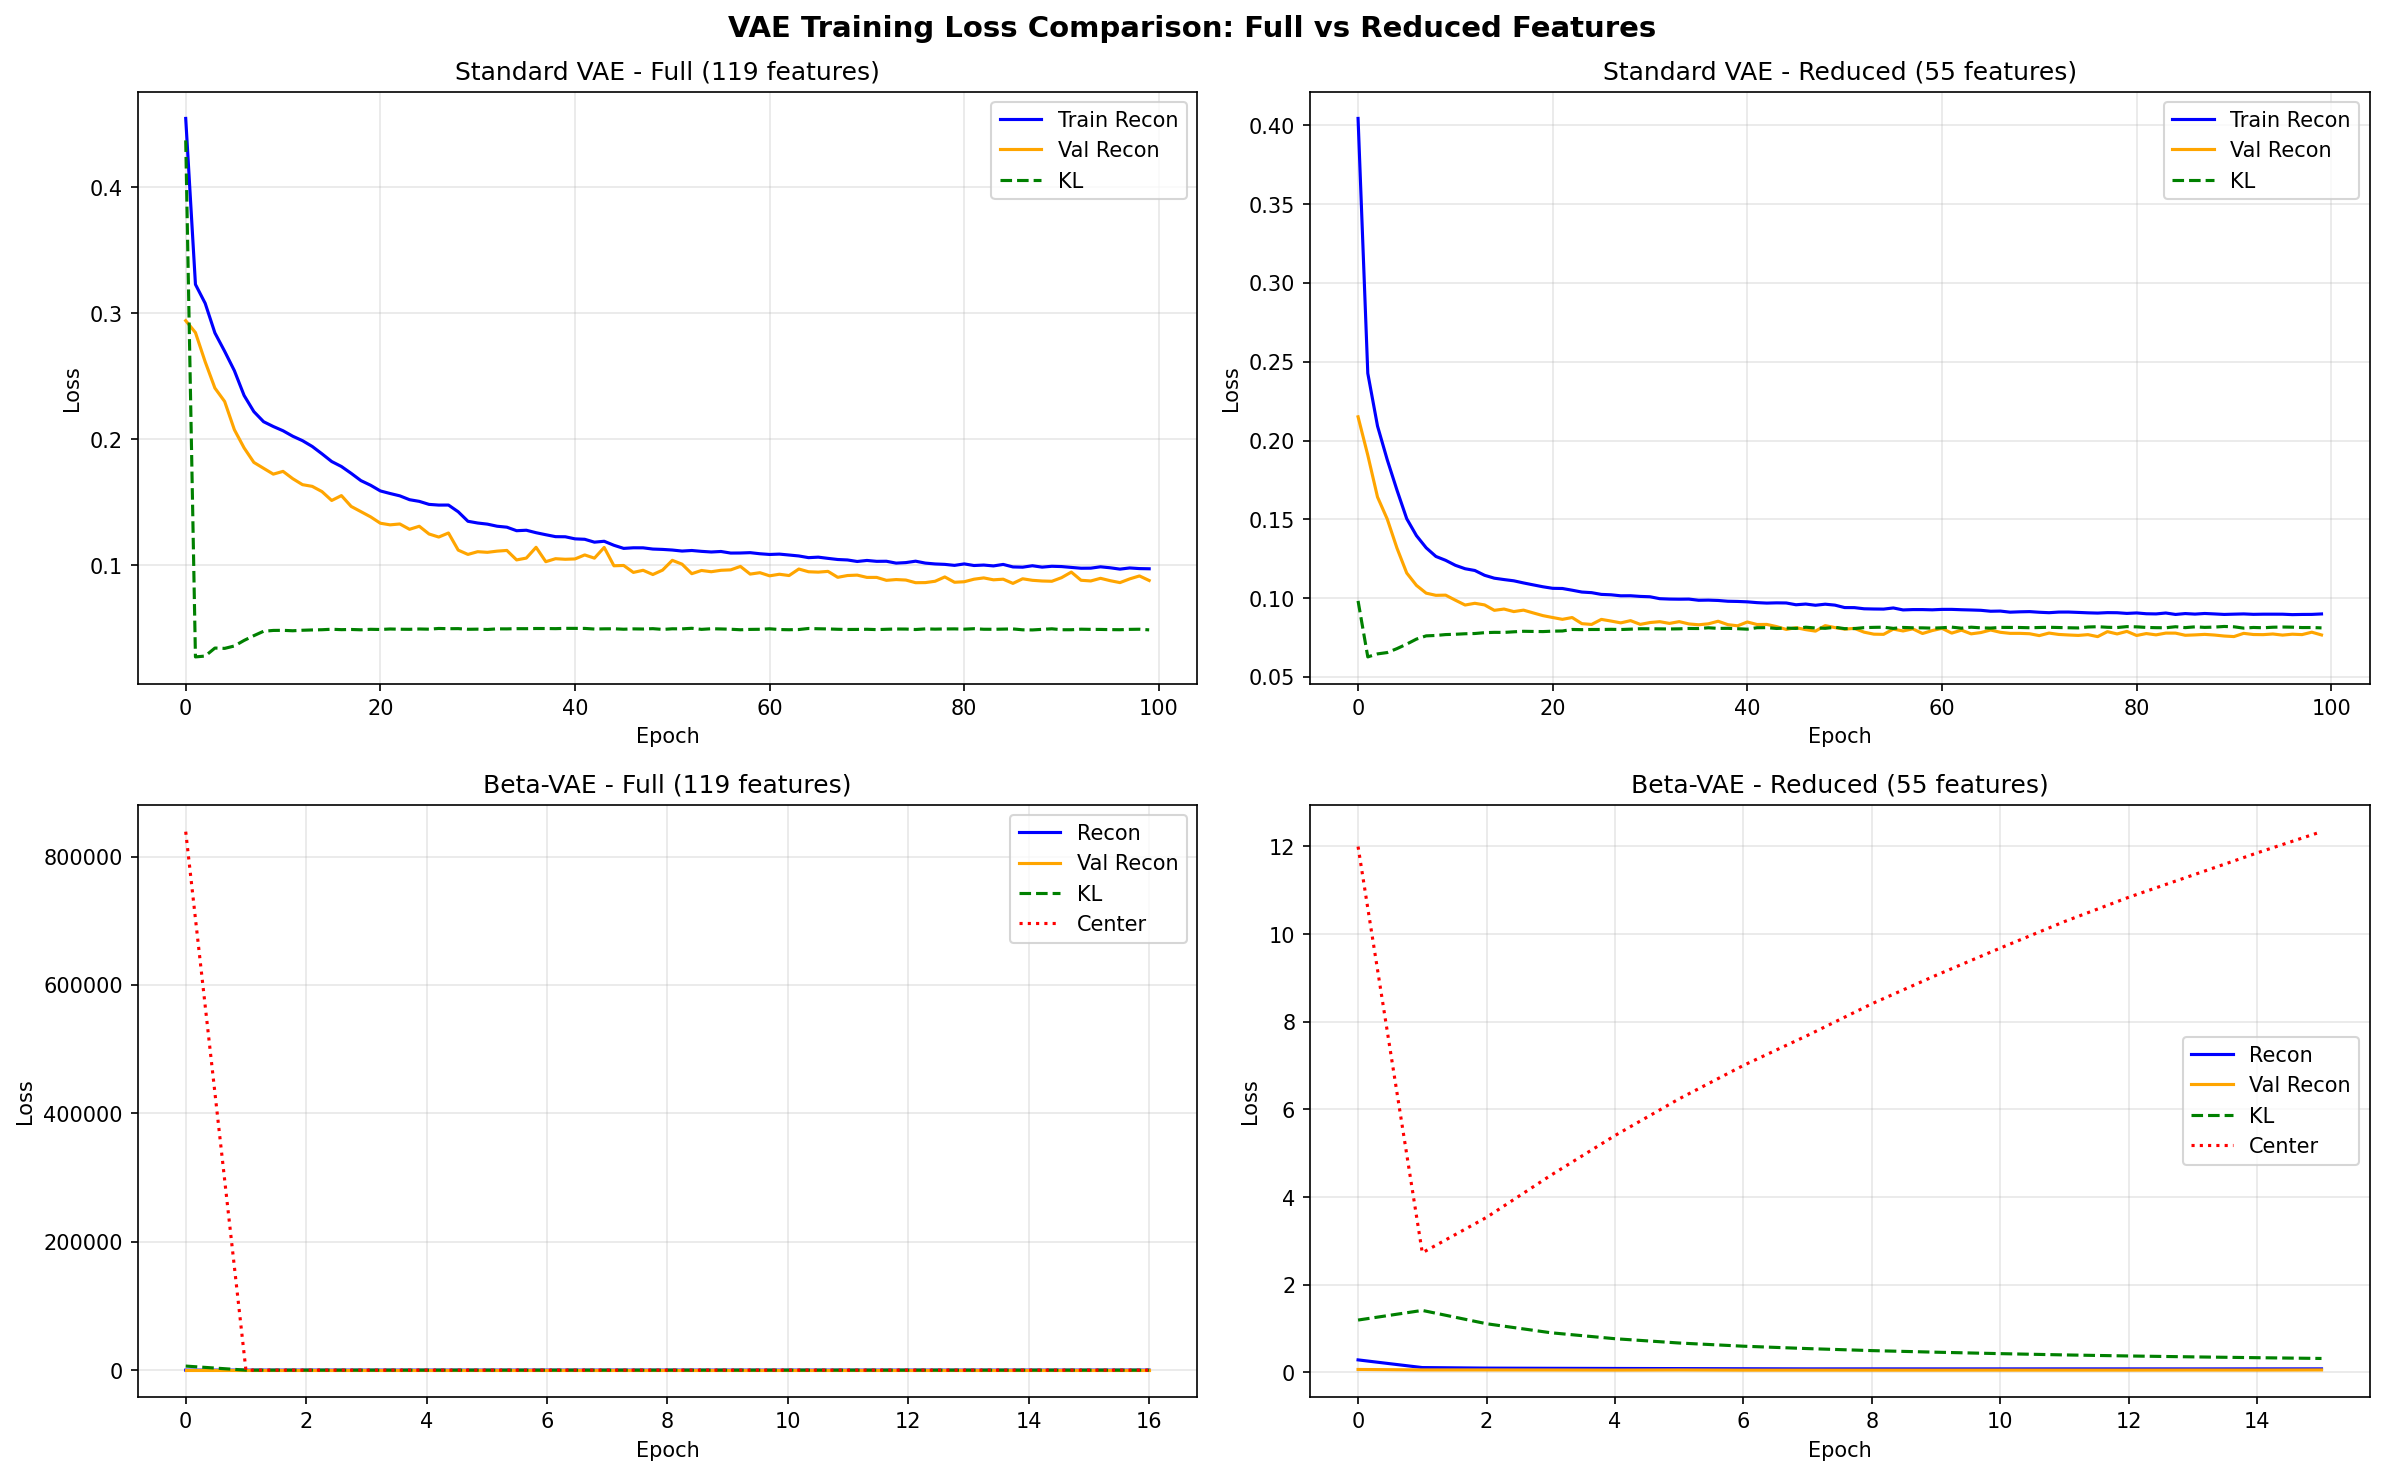 VAE Training Loss Comparison: Full vs Reduced Features
Standard VAE - Full (119 features)
Loss
0.4
0.3
0.2
0.1
Train Recon
Val Recon
KL
0 20 40 60 80 100
Epoch
Standard VAE - Reduced (55 features)
Loss
0.40
0.35
0.30
0.25
0.20
0.15
0.10
0.05
Train Recon
Val Recon
KL
0 20 40 60 80 100
Epoch
Beta-VAE - Full (119 features)
Loss
800000
600000
400000
200000
0
Recon
Val Recon
KL
Center
0 2 4 6 8 10 12 14 16
Epoch
Beta-VAE - Reduced (55 features)
Loss
12
10
8
6
4
2
0
Recon
Val Recon
KL
Center
0 2 4 6 8 10 12 14
Epoch